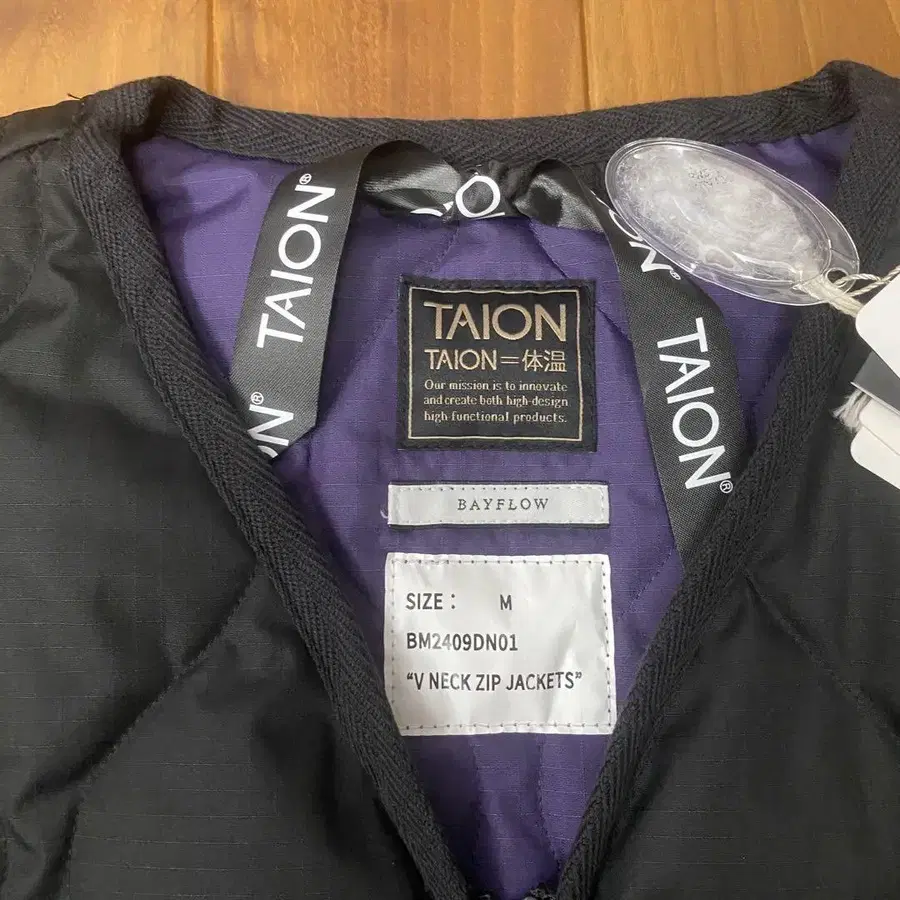 TAION®
TAION®
TAION
TAION＝体温
Our mission is to innovate
and create both high-design
high-functional products.
TAION®
BAYFLOW
SIZE : M
BM2409DN01
“V NECK ZIP JACKETS”